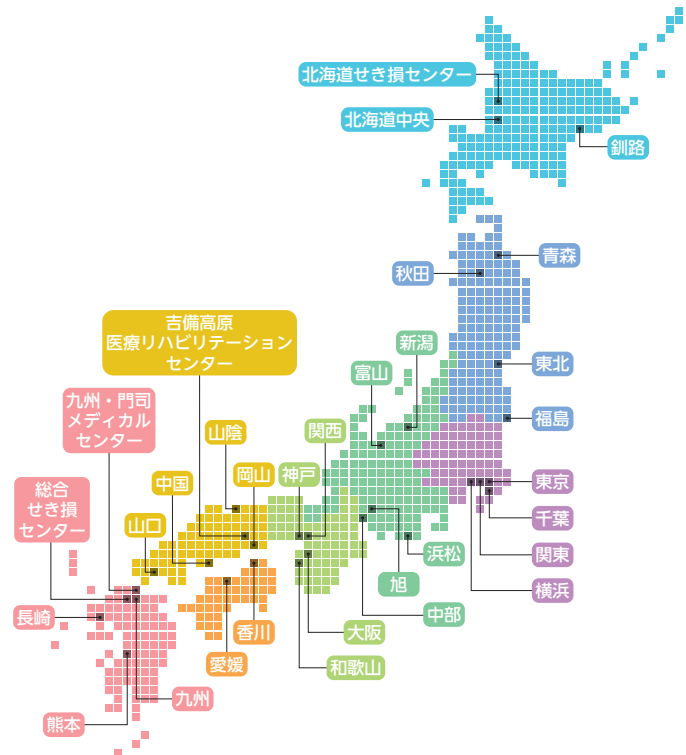 北海道せき損センター
北海道中央
釧路
青森
秋田
吉備高原
医療リハビリテーション
センター
新潟
富山
東北
九州・門司
メディカル
センター
山陰
関西
福島
総合
せき損
センター
中国
岡山
神戸
東京
山口
千葉
浜松
関東
旭
横浜
長崎
中部
香川
大阪
愛媛
和歌山
九州
熊本